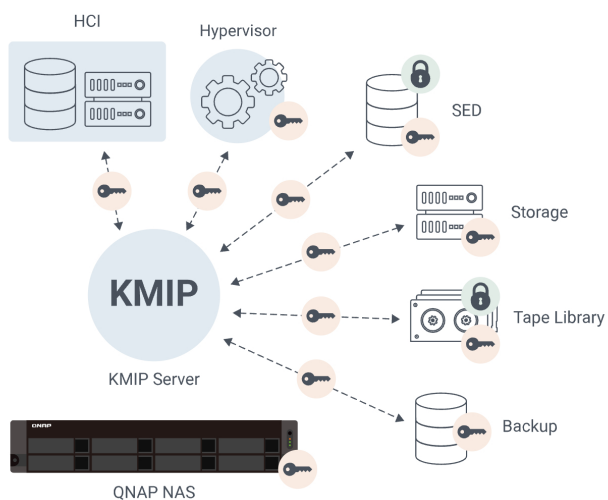 HCI
Hypervisor
SED
Storage
KMIP
Tape Library
KMIP Server
Backup
QNAP
QNAP NAS